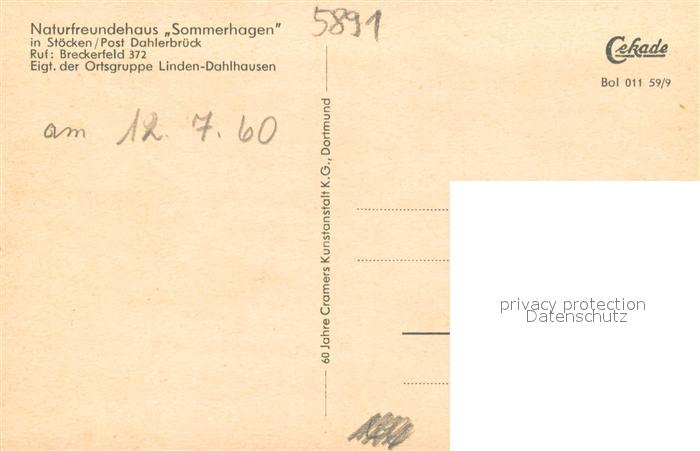 Naturfreundehaus „Sommerhagen"
in Stöcken/Post Dahlerbrück
Ruf: Breckerfeld 372
Eigt. der Ortsgruppe Linden-Dahlhausen
am 12. 7. 60
5891
60 Jahre Cramers Kunstanstalt K.G., Dortmund
Cekade
Bol 011 59/9
privacy protection
Datenschutz